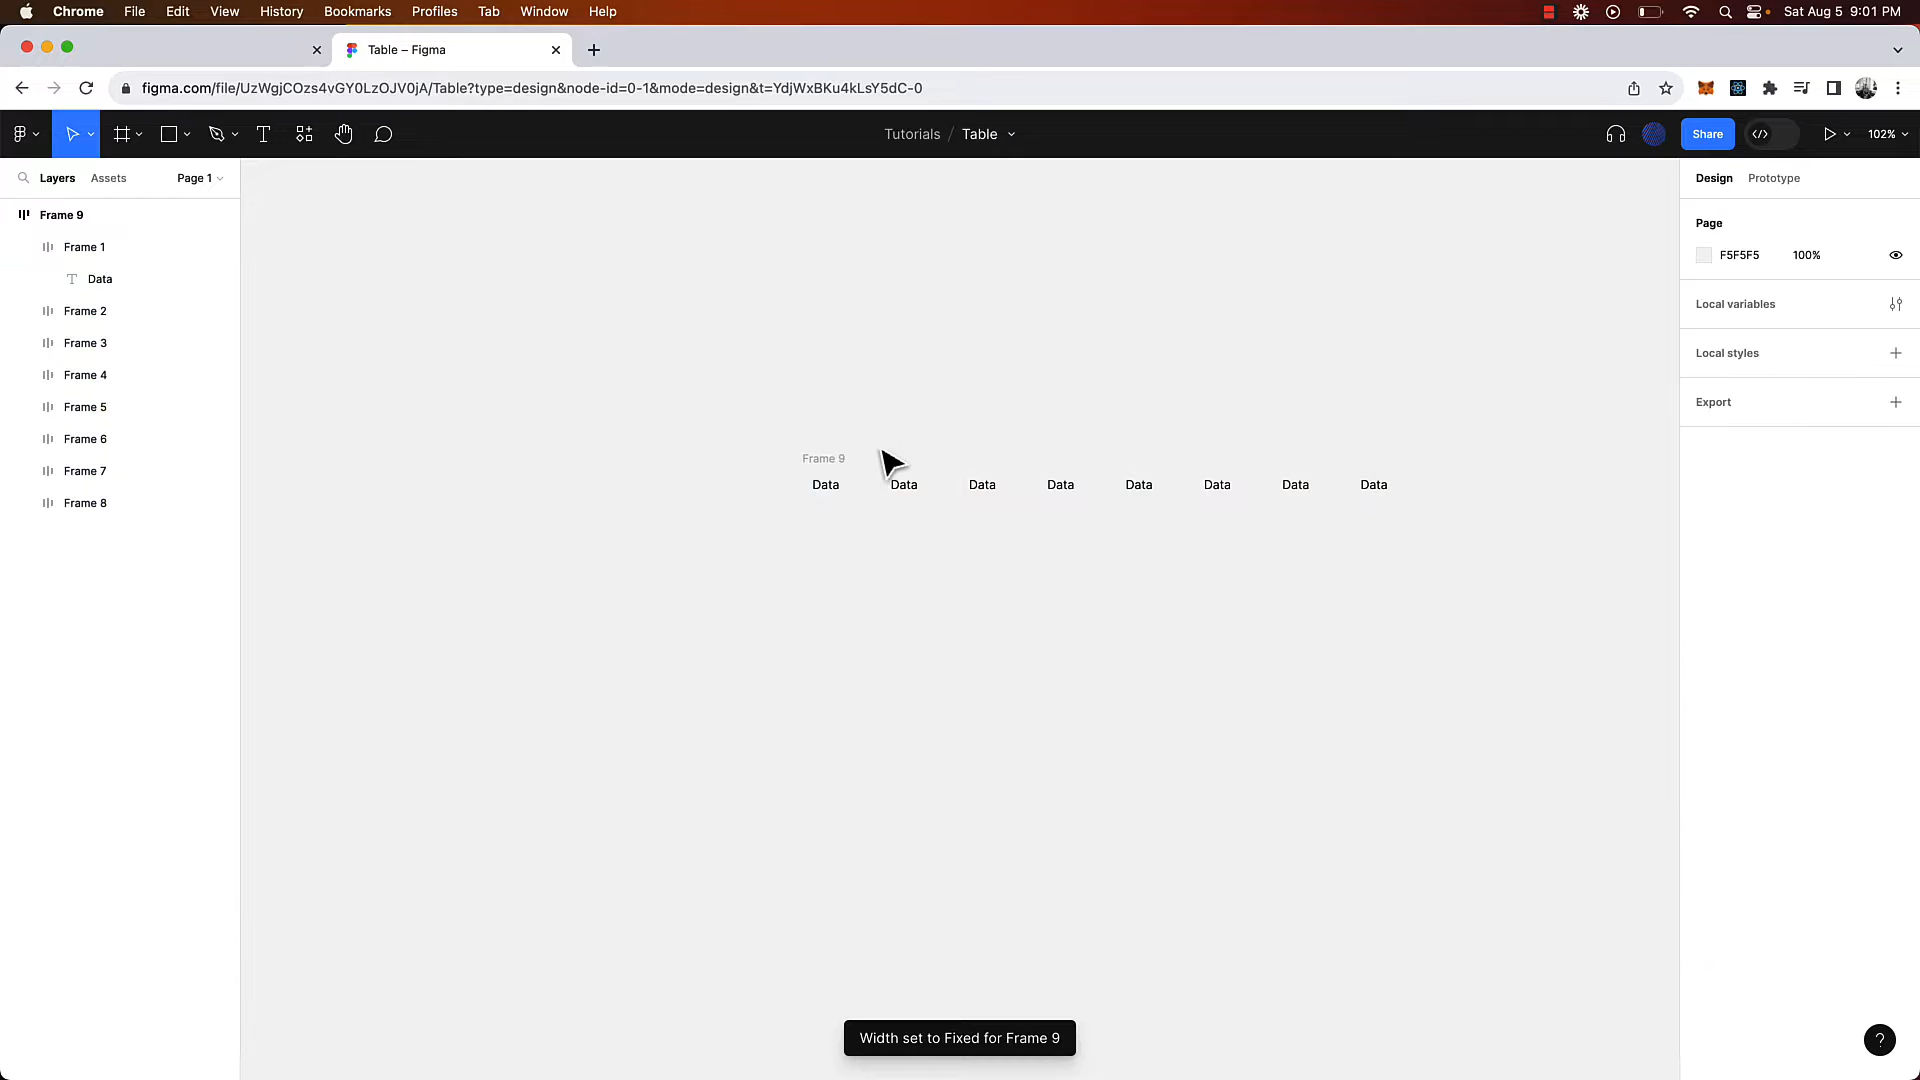 Chrome File Edit View History Bookmarks Profiles Tab Window Help Sat Aug 5 9:01 PM
Table – Figma
figma.com/file/UzWgjCOzs4vGY0LzOJV0jA/Table?type=design&node-id=0-1&mode=design&t=YdjWxBKu4kLsY5dC-0
Tutorials / Table Share 102%
Layers Assets Page 1
Design Prototype
Frame 9
Frame 1
Data
Frame 2
Frame 3
Frame 4
Frame 5
Frame 6
Frame 7
Frame 8
Page
F5F5F5 100%
Local variables
Local styles
Export
Frame 9
Data Data Data Data Data Data Data Data
Width set to Fixed for Frame 9
?